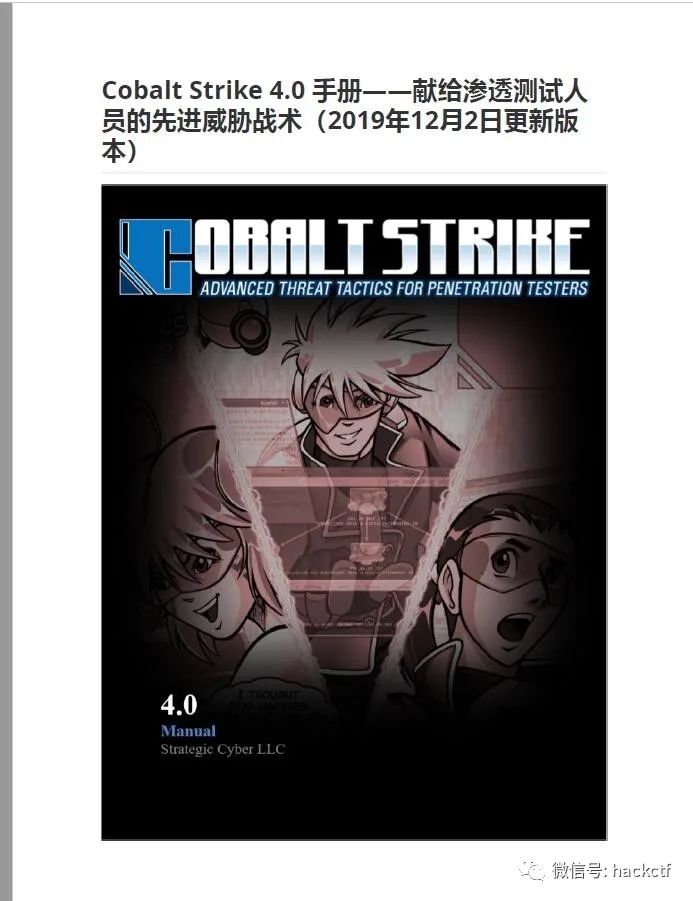 Cobalt Strike 4.0 手册——献给渗透测试人
员的先进威胁战术（2019年12月2日更新版
本）
COBALT STRIKE
ADVANCED THREAT TACTICS FOR PENETRATION TESTERS
I THOUGHT
4.0
Manual
Strategic Cyber LLC
微信号: hackctf